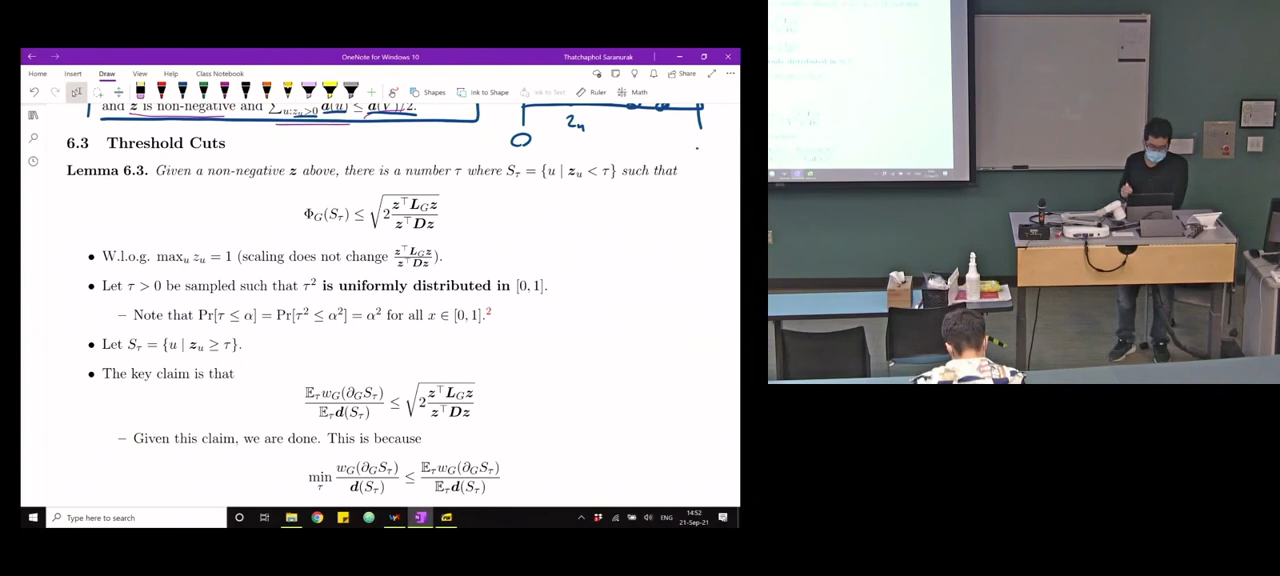 OneNote for Windows 10
Thatchaphol Saranurak
Home Insert Draw View Help Class Notebook
Share
Shapes Ink to Shape Ink to Text Ruler Math
and z is non-negative and ∑_{u:z_u>0} d(u) ≤ d(V)/2.
0 z_u
6.3 Threshold Cuts
Lemma 6.3. Given a non-negative z above, there is a number τ where S_τ = {u | z_u < τ} such that
Φ_G(S_τ) ≤ √(2 z^⊤L_G z / z^⊤Dz)
• W.l.o.g. max_u z_u = 1 (scaling does not change z^⊤L_G z / z^⊤Dz).
• Let τ > 0 be sampled such that τ² is uniformly distributed in [0, 1].
– Note that Pr[τ ≤ α] = Pr[τ² ≤ α²] = α² for all x ∈ [0, 1].²
• Let S_τ = {u | z_u ≥ τ}.
• The key claim is that
E_τ w_G(∂_G S_τ) / E_τ d(S_τ) ≤ √(2 z^⊤L_G z / z^⊤Dz)
– Given this claim, we are done. This is because
min_τ w_G(∂_G S_τ) / d(S_τ) ≤ E_τ w_G(∂_G S_τ) / E_τ d(S_τ)
Type here to search
ENG
14:52
21-Sep-21